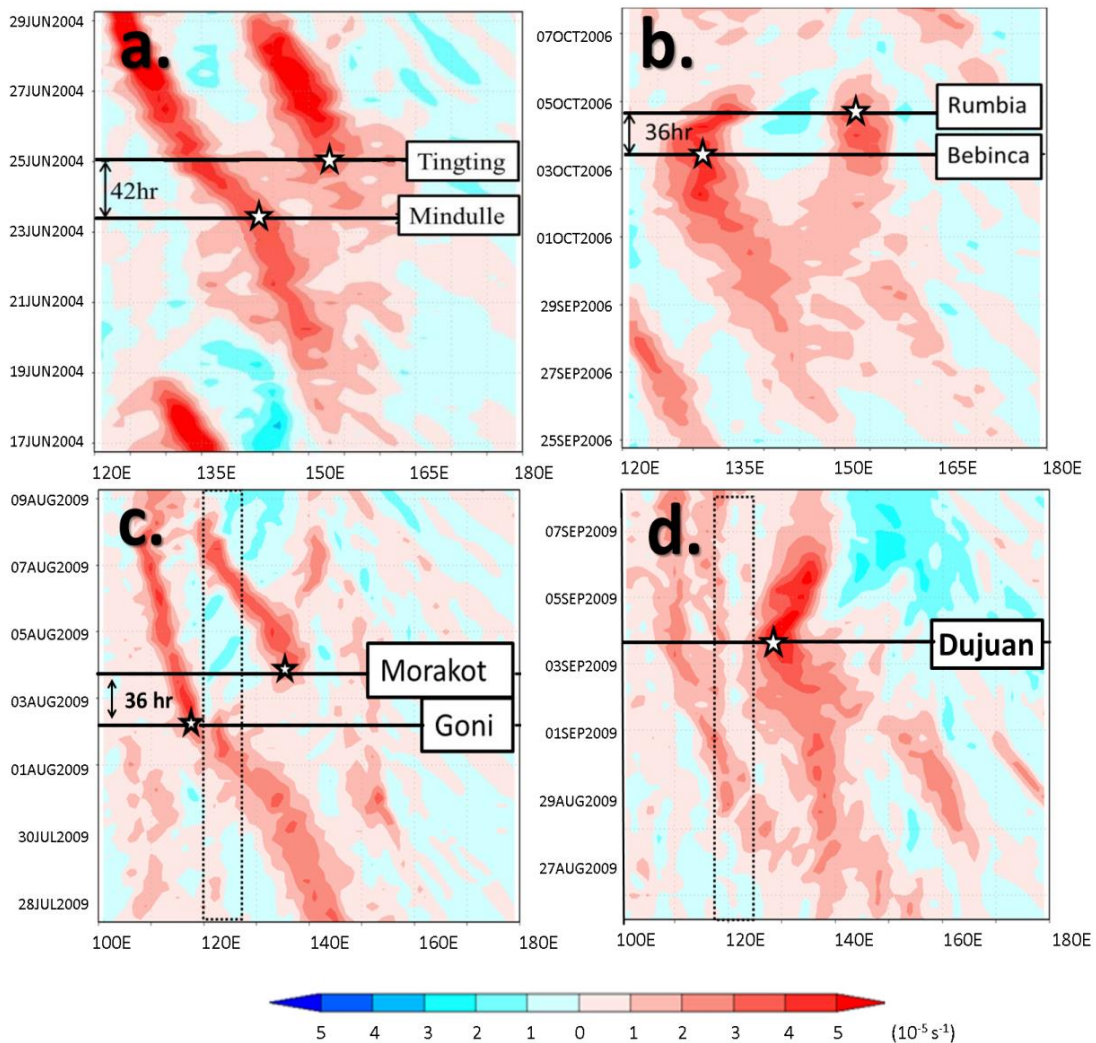 a.
29JUN2004
27JUN2004
25JUN2004
23JUN2004
21JUN2004
19JUN2004
17JUN2004
42hr
Tingting
Mindulle
120E 135E 150E 165E 180E
b.
07OCT2006
05OCT2006
03OCT2006
01OCT2006
29SEP2006
27SEP2006
25SEP2006
36hr
Rumbia
Bebinca
120E 135E 150E 165E 180E
c.
09AUG2009
07AUG2009
05AUG2009
03AUG2009
01AUG2009
30JUL2009
28JUL2009
36 hr
Morakot
Goni
100E 120E 140E 160E 180E
d.
07SEP2009
05SEP2009
03SEP2009
01SEP2009
29AUG2009
27AUG2009
Dujuan
100E 120E 140E 160E 180E
5 4 3 2 1 0 1 2 3 4 5 (10⁻⁵ s⁻¹)